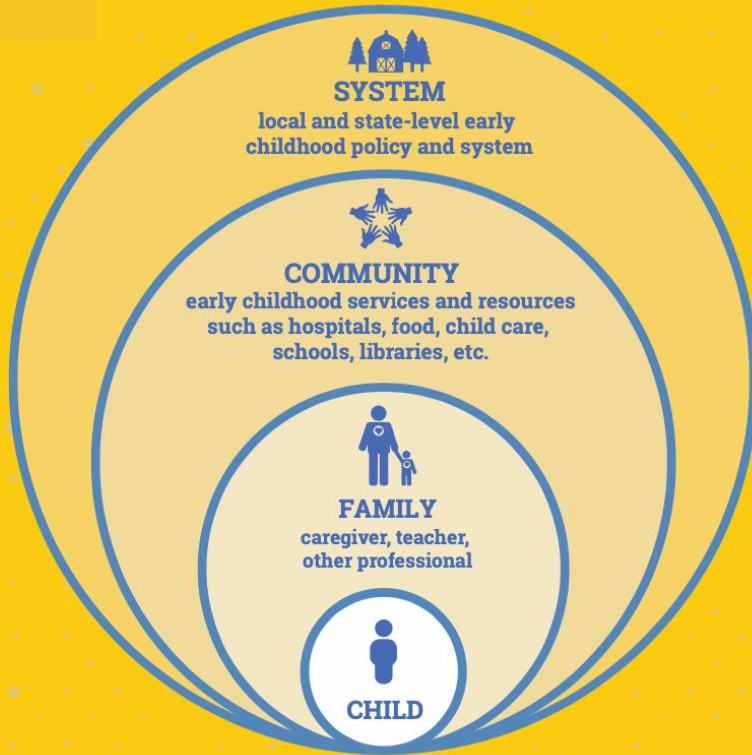 SYSTEM
local and state-level early
childhood policy and system
COMMUNITY
early childhood services and resources
such as hospitals, food, child care,
schools, libraries, etc.
FAMILY
caregiver, teacher,
other professional
CHILD